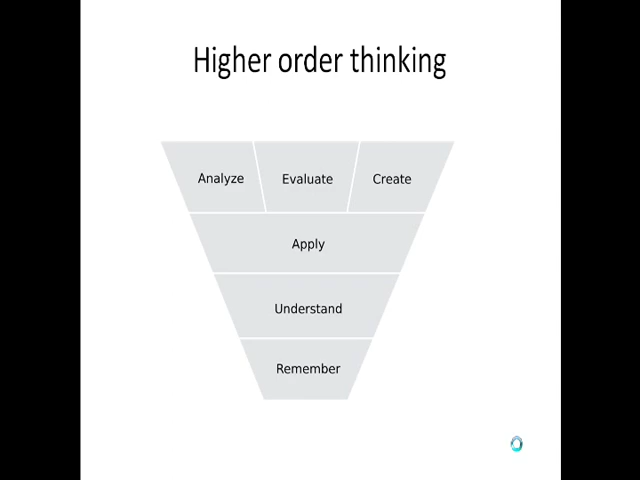 Higher order thinking
Analyze Evaluate Create
Apply
Understand
Remember